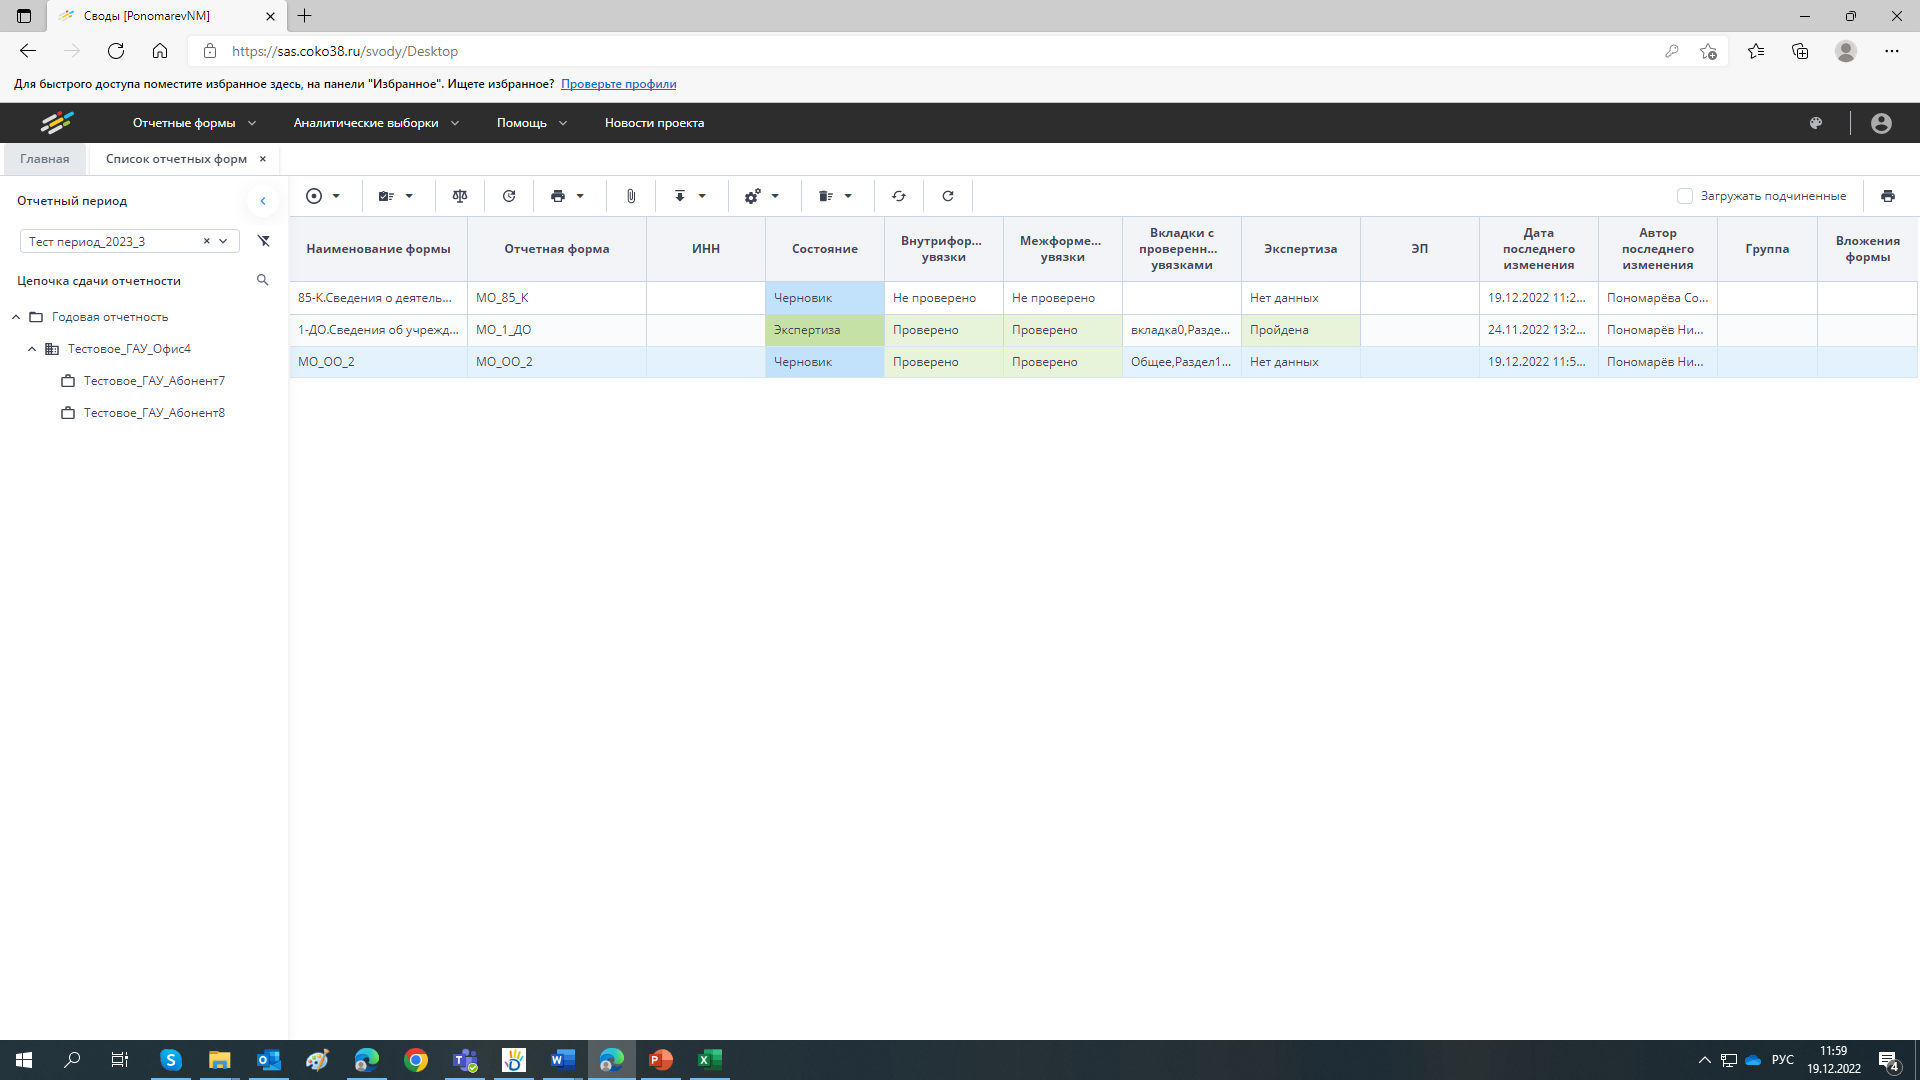 Своды [PonomarevNM]
https://sas.coko38.ru/svody/Desktop
Для быстрого доступа поместите избранное здесь, на панели "Избранное". Ищете избранное? Проверьте профили
Отчетные формы Аналитические выборки Помощь Новости проекта
Главная Список отчетных форм
Отчетный период
Загружать подчиненные
Тест период_2023_3
Цепочка сдачи отчетности
Годовая отчетность
Тестовое_ГАУ_Офис4
Тестовое_ГАУ_Абонент7
Тестовое_ГАУ_Абонент8
Наименование формы Отчетная форма ИНН Состояние Внутрифор... увязки Межформе... увязки Вкладки с проверенн... увязками Экспертиза ЭП Дата последнего изменения Автор последнего изменения Группа Вложения формы
85-К.Сведения о деятель... МО_85_К Черновик Не проверено Не проверено Нет данных 19.12.2022 11:2... Пономарёва Со...
1-ДО.Сведения об учрежд... МО_1_ДО Экспертиза Проверено Проверено вкладка0,Разде... Пройдена 24.11.2022 13:2... Пономарёв Ни...
МО_ОО_2 МО_ОО_2 Черновик Проверено Проверено Общее,Раздел1... Нет данных 19.12.2022 11:5... Пономарёв Ни...
РУС
11:59
19.12.2022
4